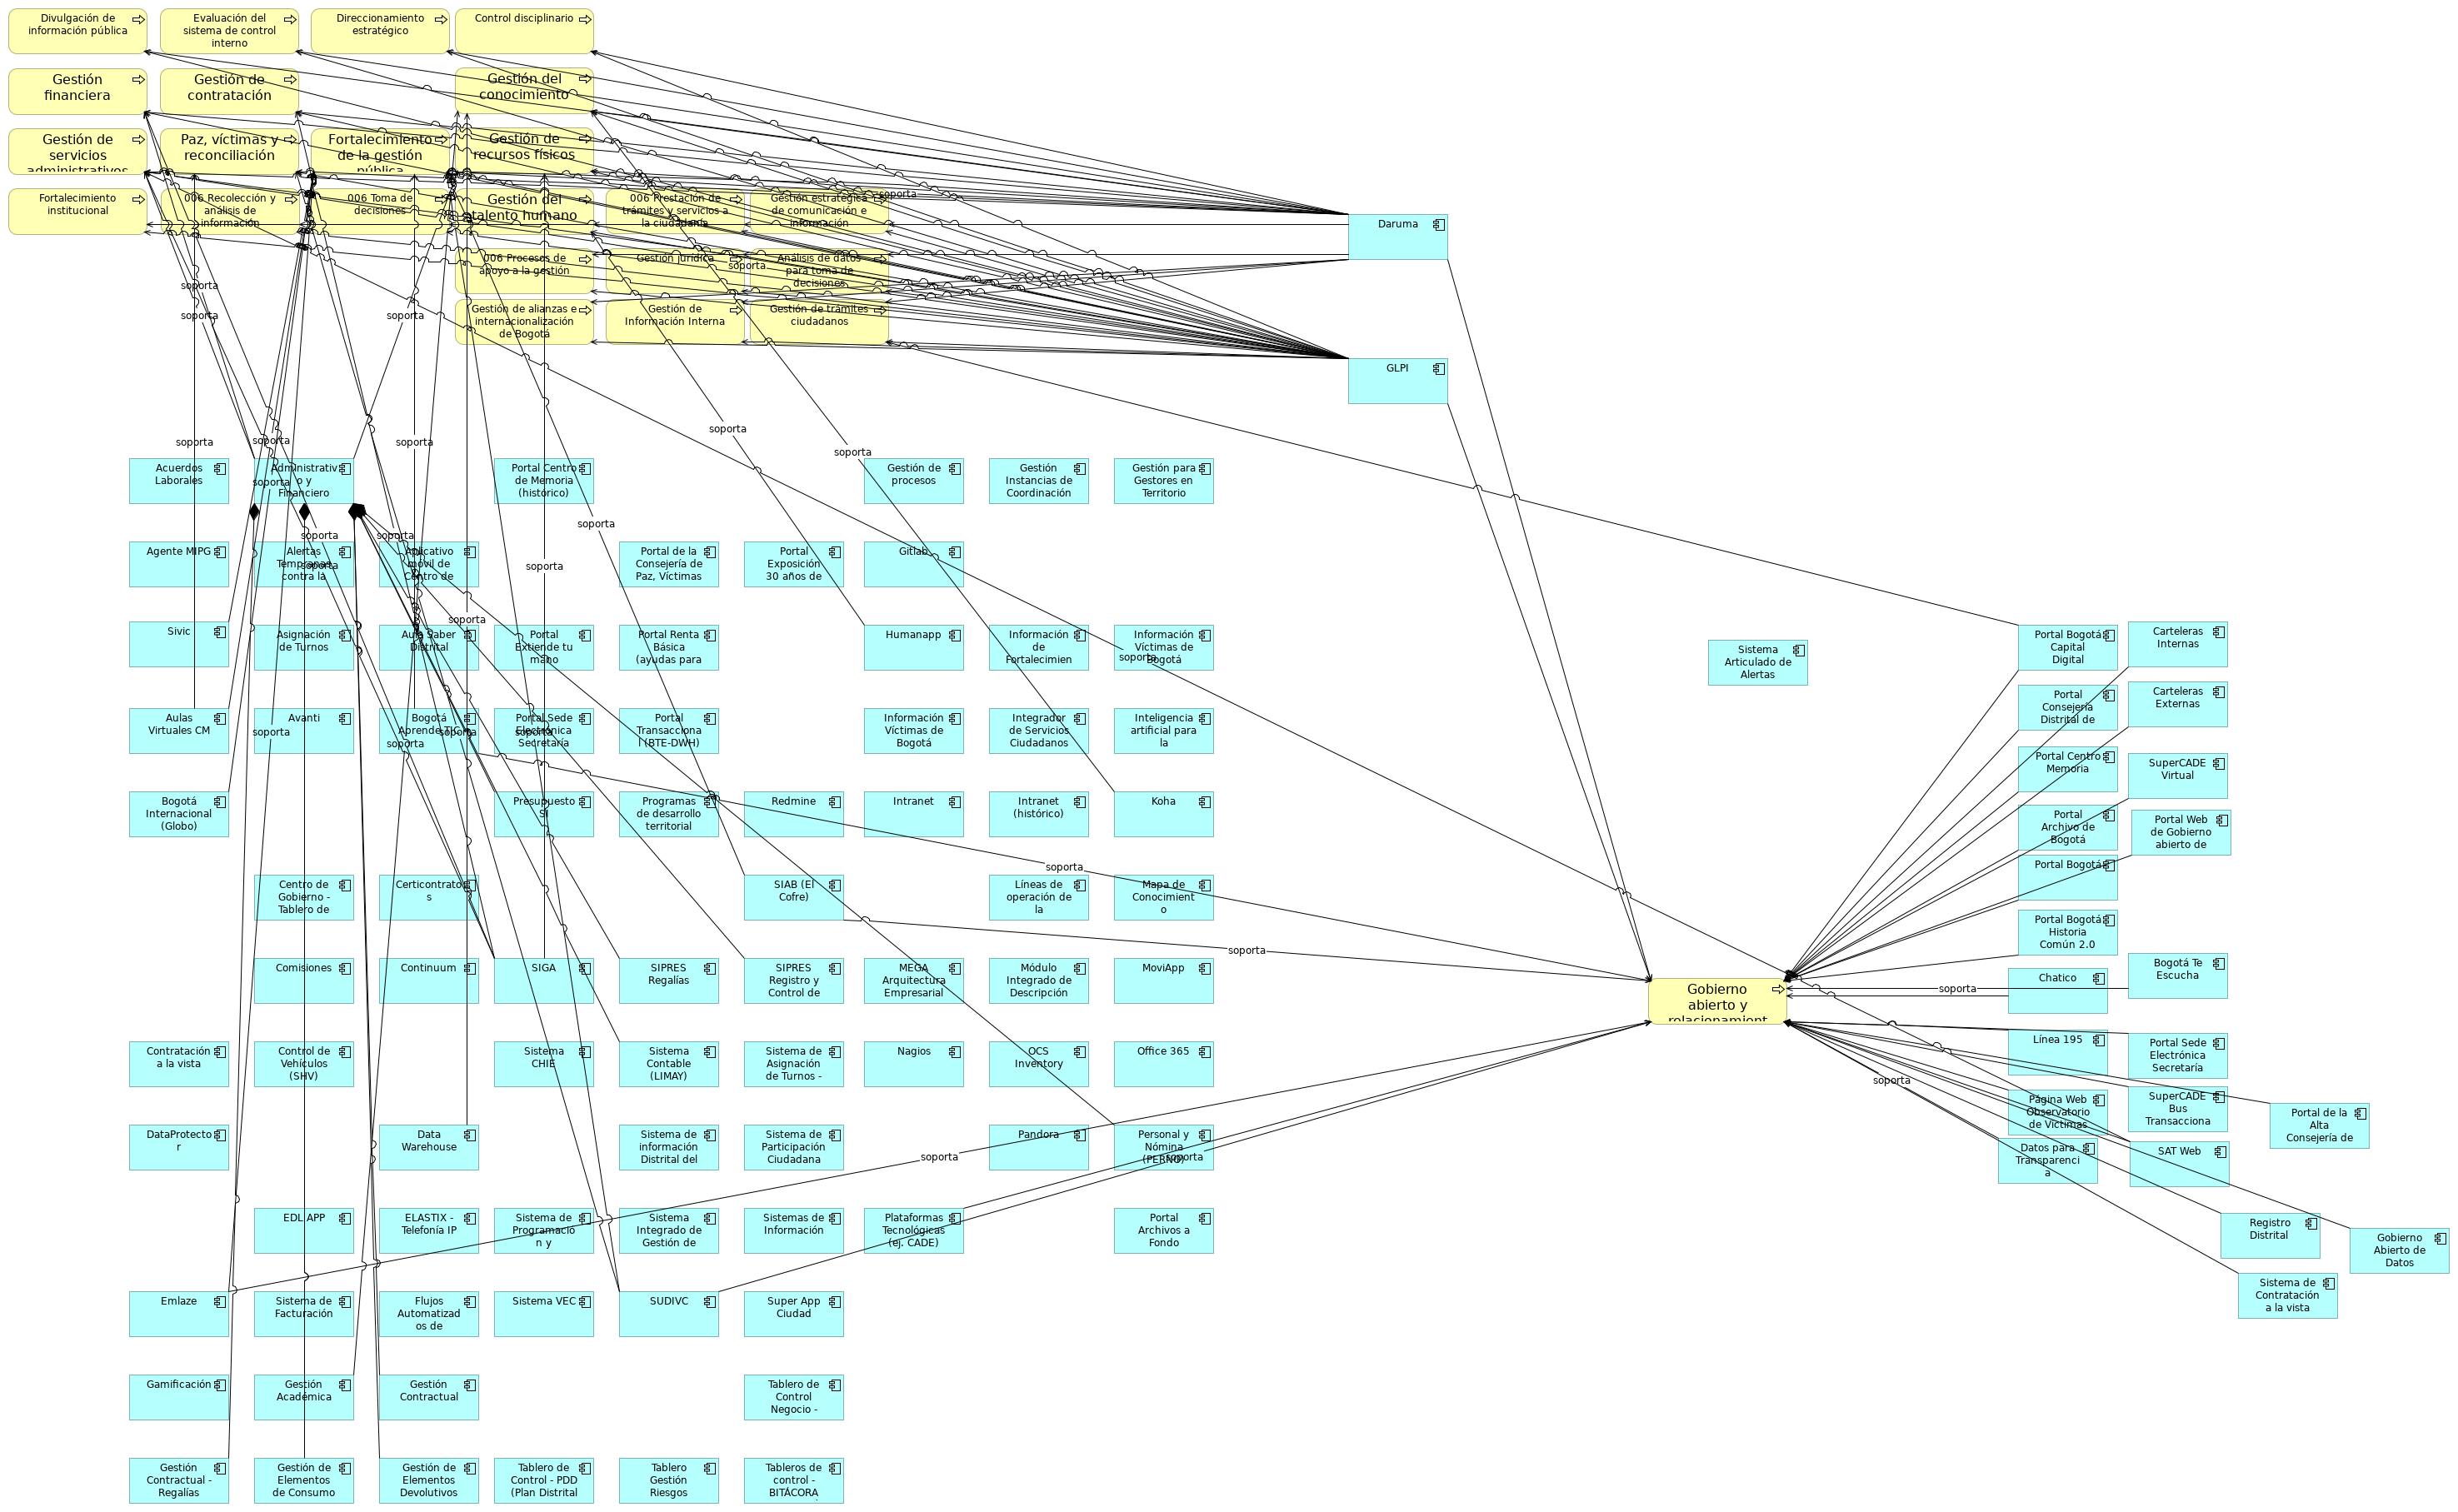 Divulgación de
información pública
Evaluación del
sistema de control
interno
Direccionamiento
estratégico
Control disciplinario
Gestión
financiera
Gestión de
contratación
Gestión del
conocimiento
Gestión de
servicios
administrativos
Paz, víctimas y
reconciliación
Fortalecimiento
de la gestión
pública
Gestión de
recursos físicos
Fortalecimiento
institucional
006 Recolección y
análisis de
información
006 Toma de
decisiones
Gestión del
talento humano
006 Prestación de
trámites y servicios a
la ciudadanía
Gestión estratégica
de comunicación e
información
soporta
Daruma
006 Procesos de
apoyo a la gestión
Gestión jurídica
Análisis de datos
para toma de
decisiones
soporta
soporta
Gestión de alianzas e
internacionalización
de Bogotá
Gestión de
Información Interna
Gestión de trámites
ciudadanos
soporta
soporta
GLPI
soporta
soporta
soporta
soporta
soporta
Acuerdos
Laborales
Administrativ
o y
Financiero
Portal Centro
de Memoria
(histórico)
Gestión de
procesos
Gestión
Instancias de
Coordinación
Gestión para
Gestores en
Territorio
soporta
soporta
soporta
soporta
Agente MIPG
Alertas
Tempranas
contra la
soporta
Aplicativo
móvil de
Centro de
soporta
Portal de la
Consejería de
Paz, Víctimas
Portal
Exposición
30 años de
Gitlab
soporta
Sivic
Asignación
de Turnos
Aula Saber
Distrital
Portal
Extiende tu
mano
Portal Renta
Básica
(ayudas para
Humanapp
Información
de
Fortalecimien
Información
Víctimas de
Bogotá
soporta
Sistema
Articulado de
Alertas
Portal Bogotá
Capital
Digital
Carteleras
Internas
Portal
Consejería
Distrital de
Carteleras
Externas
Aulas
Virtuales CM
Avanti
soporta
Bogotá
Aprende TIC
soporta
soporta
Portal Sede
Electrónica
Secretaría
soporta
Portal
Transacciona
l (BTE-DWH)
Información
Víctimas de
Bogotá
Integrador
de Servicios
Ciudadanos
Inteligencia
artificial para
la
Portal Centro
Memoria
SuperCADE
Virtual
Bogotá
Internacional
(Globo)
Presupuesto
SI
Programas
de desarrollo
territorial
Redmine
Intranet
Intranet
(histórico)
Koha
Portal
Archivo de
Bogotá
Portal Web
de Gobierno
abierto de
Portal Bogotá
soporta
Centro de
Gobierno -
Tablero de
Certicontrato
s
SIAB (El
Cofre)
Líneas de
operación de
la
Mapa de
Conocimient
o
Portal Bogotá
Historia
Común 2.0
soporta
Comisiones
Continuum
SIGA
SIPRES
Regalías
SIPRES
Registro y
Control de
MEGA
Arquitectura
Empresarial
Módulo
Integrado de
Descripción
MoviApp
Gobierno
abierto y
relacionamient
Chatico
soporta
Bogotá Te
Escucha
Contratación
a la vista
Control de
Vehículos
(SHV)
Sistema
CHIE
Sistema
Contable
(LIMAY)
Sistema de
Asignación
de Turnos -
Nagios
OCS
Inventory
Office 365
Línea 195
Portal Sede
Electrónica
Secretaría
soporta
Página Web
Observatorio
de Víctimas
SuperCADE
Bus
Transacciona
Portal de la
Alta
Consejería de
DataProtecto
r
Data
Warehouse
Sistema de
información
Distrital del
Sistema de
Participación
Ciudadana
Pandora
Personal y
Nómina
(PERNO)
soporta
soporta
Datos para
Transparenci
a
SAT Web
EDL APP
ELASTIX -
Telefonía IP
Sistema de
Programació
n y
Sistema
Integrado de
Gestión de
Sistemas de
Información
Plataformas
Tecnológicas
(ej. CADE)
Portal
Archivos a
Fondo
Registro
Distrital
Gobierno
Abierto de
Datos
Emlaze
Sistema de
Facturación
Flujos
Automatizad
os de
Sistema VEC
SUDIVC
Super App
Ciudad
Sistema de
Contratación
a la vista
Gamificación
Gestión
Académica
Gestión
Contractual
Tablero de
Control
Negocio -
Gestión
Contractual -
Regalías
Gestión de
Elementos
de Consumo
Gestión de
Elementos
Devolutivos
Tablero de
Control - PDD
(Plan Distrital
Tablero
Gestión
Riesgos
Tableros de
control -
BITÁCORA